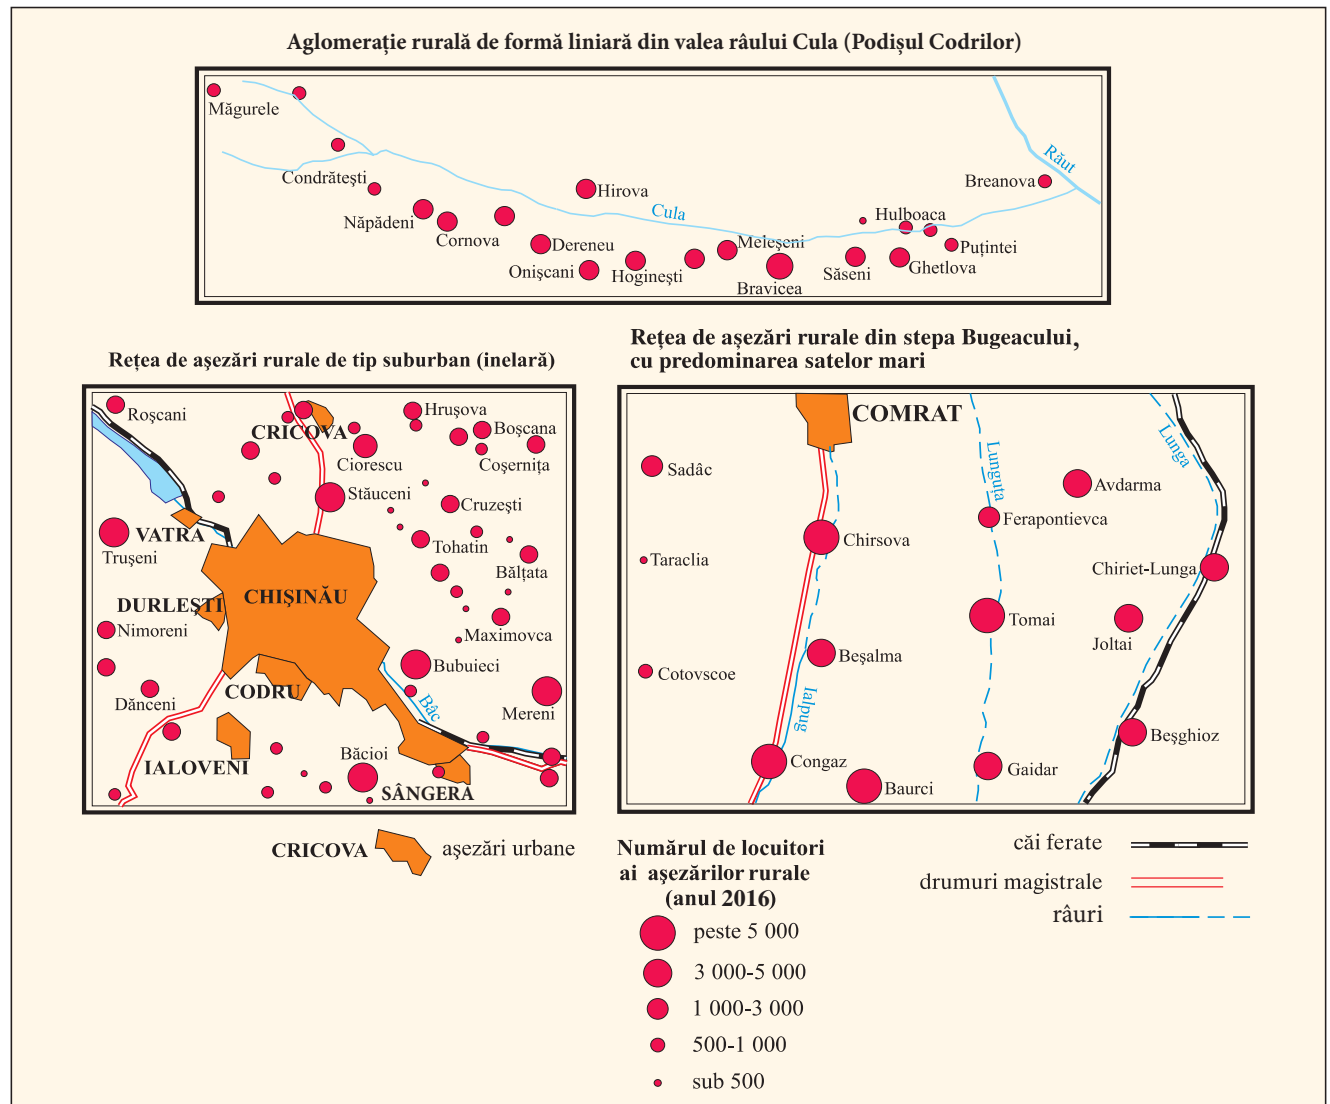 Aglomerație rurală de formă liniară din valea râului Cula (Podișul Codrilor)
Măgurele
Condrătești
Năpădeni
Cornova
Hirova
Dereneu
Onișcani
Hoginești
Cula
Meleșeni
Bravicea
Săseni
Hulboaca
Ghetlova
Puțintei
Breanova
Răut
Rețea de așezări rurale de tip suburban (inelară)
Roșcani
CRICOVA
Hrușova
Boșcana
Ciorescu
Coșernița
Stăuceni
Cruzești
VATRA
Trușeni
Tohatin
Bălțata
CHIȘINĂU
DURLEȘTI
Nimoreni
Maximovca
Bubuieci
CODRU
Dănceni
Bâc
Mereni
IALOVENI
Băcioi
SÂNGERA
CRICOVA așezări urbane
Rețea de așezări rurale din stepa Bugeacului,
cu predominarea satelor mari
COMRAT
Lunguța
Lunga
Sadâc
Avdarma
Ferapontievca
Chirsova
Taraclia
Chiriet-Lunga
Tomai
Joltai
Beșalma
Cotovscoe
Ialpug
Beșghioz
Congaz
Gaidar
Baurci
Numărul de locuitori
ai așezărilor rurale
(anul 2016)
peste 5 000
3 000-5 000
1 000-3 000
500-1 000
sub 500
căi ferate
drumuri magistrale
râuri